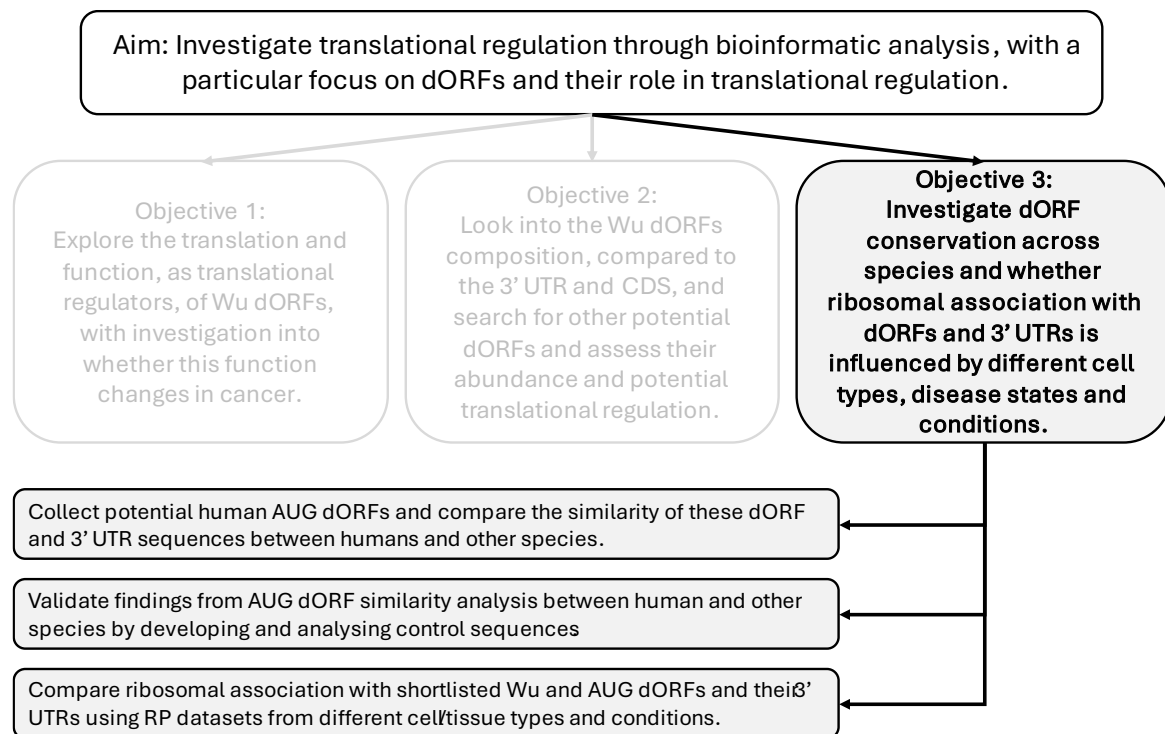 Aim: Investigate translational regulation through bioinformatic analysis, with a
particular focus on dORFs and their role in translational regulation.
Objective 1:
Explore the translation and
function, as translational
regulators, of Wu dORFs,
with investigation into
whether this function
changes in cancer.
Objective 2:
Look into the Wu dORFs
composition, compared to
the 3' UTR and CDS, and
search for other potential
dORFs and assess their
abundance and potential
translational regulation.
Objective 3:
Investigate dORF
conservation across
species and whether
ribosomal association with
dORFs and 3' UTRs is
influenced by different cell
types, disease states and
conditions.
Collect potential human AUG dORFs and compare the similarity of these dORF
and 3' UTR sequences between humans and other species.
Validate findings from AUG dORF similarity analysis between human and other
species by developing and analysing control sequences.
Compare ribosomal association with shortlisted Wu and AUG dORFs and their 3'
UTRs using RP datasets from different cell/tissue types and conditions.